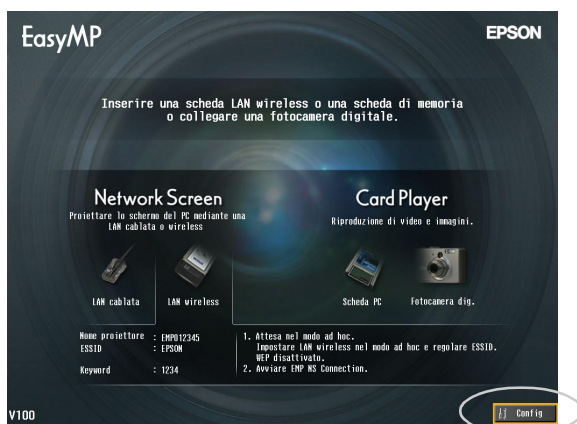 EasyMP
EPSON
Inserire una scheda LAN wireless o una scheda di memoria
o collegare una fotocamera digitale.
Network Screen
Proiettare lo schermo del PC mediante una
LAN cablata o wireless
LAN cablata
LAN wireless
Card Player
Riproduzione di video e immagini.
Scheda PC
Fotocamera dig.
Nome proiettore : EMP012345
ESSID : EPSON
Keyword : 1234
1. Attesa nel modo ad hoc.
Impostare LAN wireless nel modo ad hoc e regolare ESSID.
WEP disattivato.
2. Avviare EMP NS Connection.
V100
Config